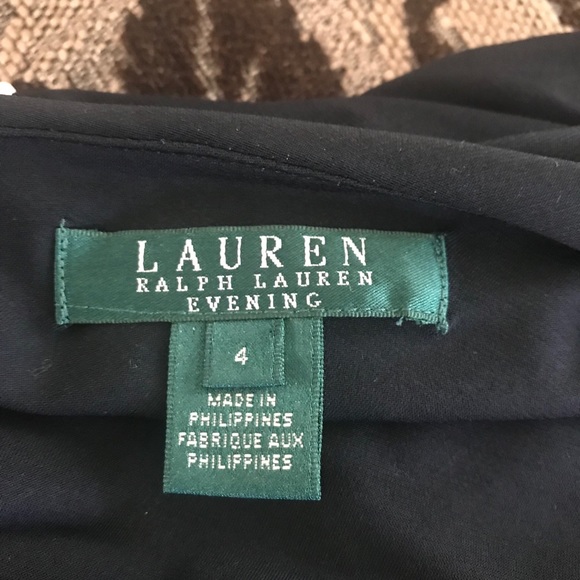 LAUREN
RALPH LAUREN
EVENING
4
MADE IN
PHILIPPINES
FABRIQUE AUX
PHILIPPINES